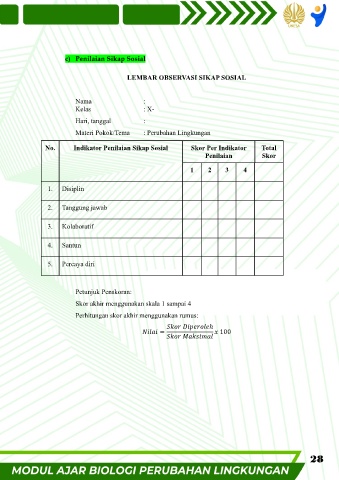 c) Penilaian Sikap Sosial
LEMBAR OBSERVASI SIKAP SOSIAL
Nama :
Kelas : X-
Hari, tanggal :
Materi Pokok/Tema : Perubahan Lingkungan
No. Indikator Penilaian Sikap Sosial Skor Per Indikator Penilaian Total Skor
1 2 3 4
1. Disiplin
2. Tanggung jawab
3. Kolaboratif
4. Santun
5. Percaya diri
Petunjuk Penskoran:
Skor akhir menggunakan skala 1 sampai 4
Perhitungan skor akhir menggunakan rumus:
Nilai = Skor Diperoleh / Skor Maksimal x 100
28
MODUL AJAR BIOLOGI PERUBAHAN LINGKUNGAN